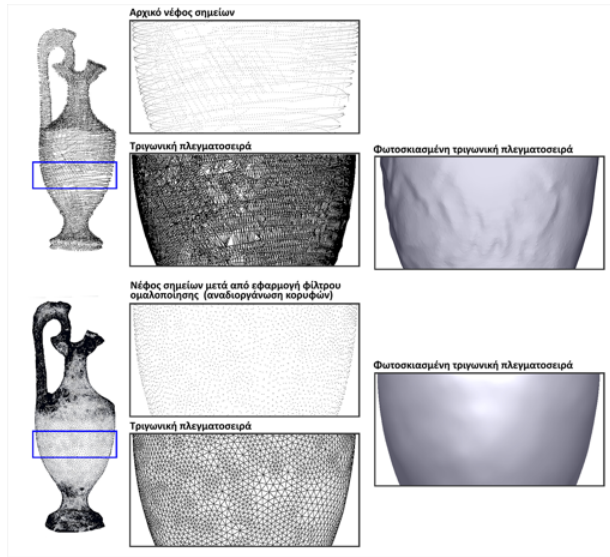 Αρχικό νέφος σημείων
Τριγωνική πλεγματοσειρά
Φωτοσκιασμένη τριγωνική πλεγματοσειρά
Νέφος σημείων μετά από εφαρμογή φίλτρου
ομαλοποίησης (αναδιοργάνωση κορυφών)
Φωτοσκιασμένη τριγωνική πλεγματοσειρά
Τριγωνική πλεγματοσειρά